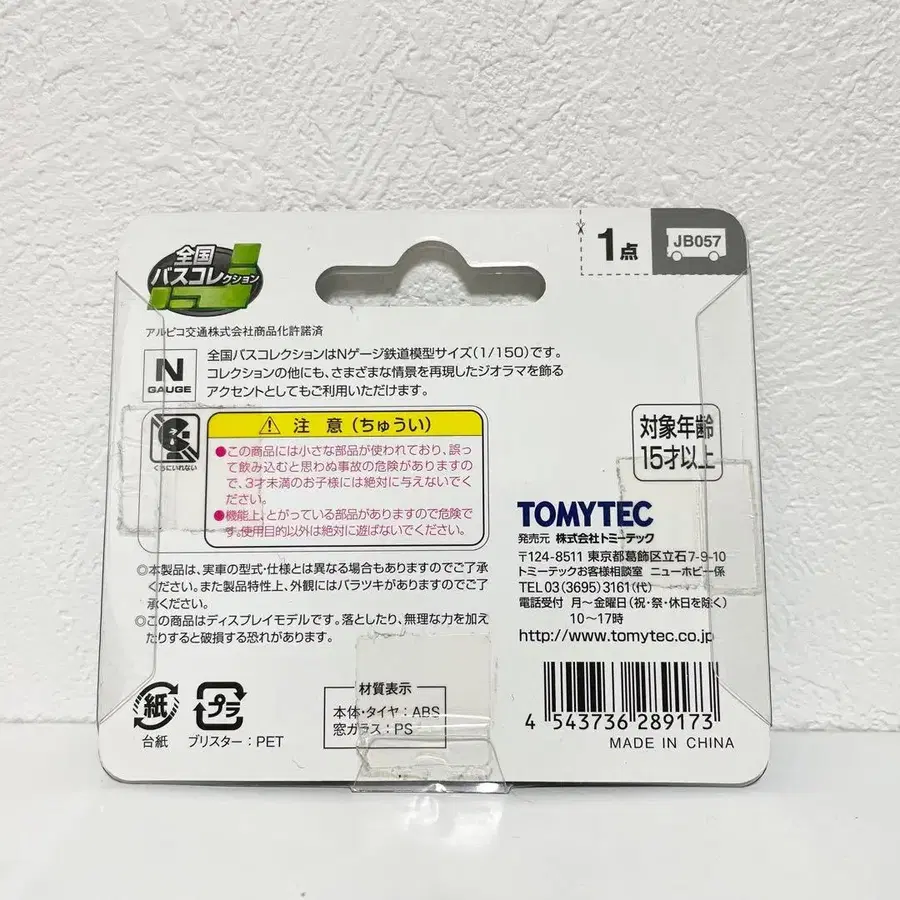 全国
バスコレクション
1点
JB057
アルピコ交通株式会社商品化許諾済
N
GAUGE
全国バスコレクションはNゲージ鉄道模型サイズ(1/150)です。
コレクションの他にも、さまざまな情景を再現したジオラマを飾る
アクセントとしてもご利用いただけます。
くちにいれない
注 意(ちゅうい)
●この商品には小さな部品が使われており、誤っ
て飲み込むと思わぬ事故の危険がありますの
で、3才未満のお子様には絶対に与えないでく
ださい。
●機能上、とがっている部品がありますので危険で
す。使用目的以外は絶対に遊ばないでください。
対象年齢
15才以上
◎本製品は、実車の型式・仕様とは異なる場合もありますのでご了承
ください。また製品特性上、外観にはバラツキがありますのでご了
承ください。
◎この商品はディスプレイモデルです。落としたり、無理な力を加え
たりすると破損する恐れがあります。
TOMYTEC
発売元 株式会社トミーテック
〒124-8511 東京都葛飾区立石7-9-10
トミーテックお客様相談室 ニューホビー係
TEL 03(3695)3161(代)
電話受付 月～金曜日(祝・祭・休日を除く)
10～17時
http://www.tomytec.co.jp
紙
台紙
プラ
ブリスター:PET
材質表示
本体・タイヤ:ABS
窓ガラス:PS
4 543736 289173
MADE IN CHINA